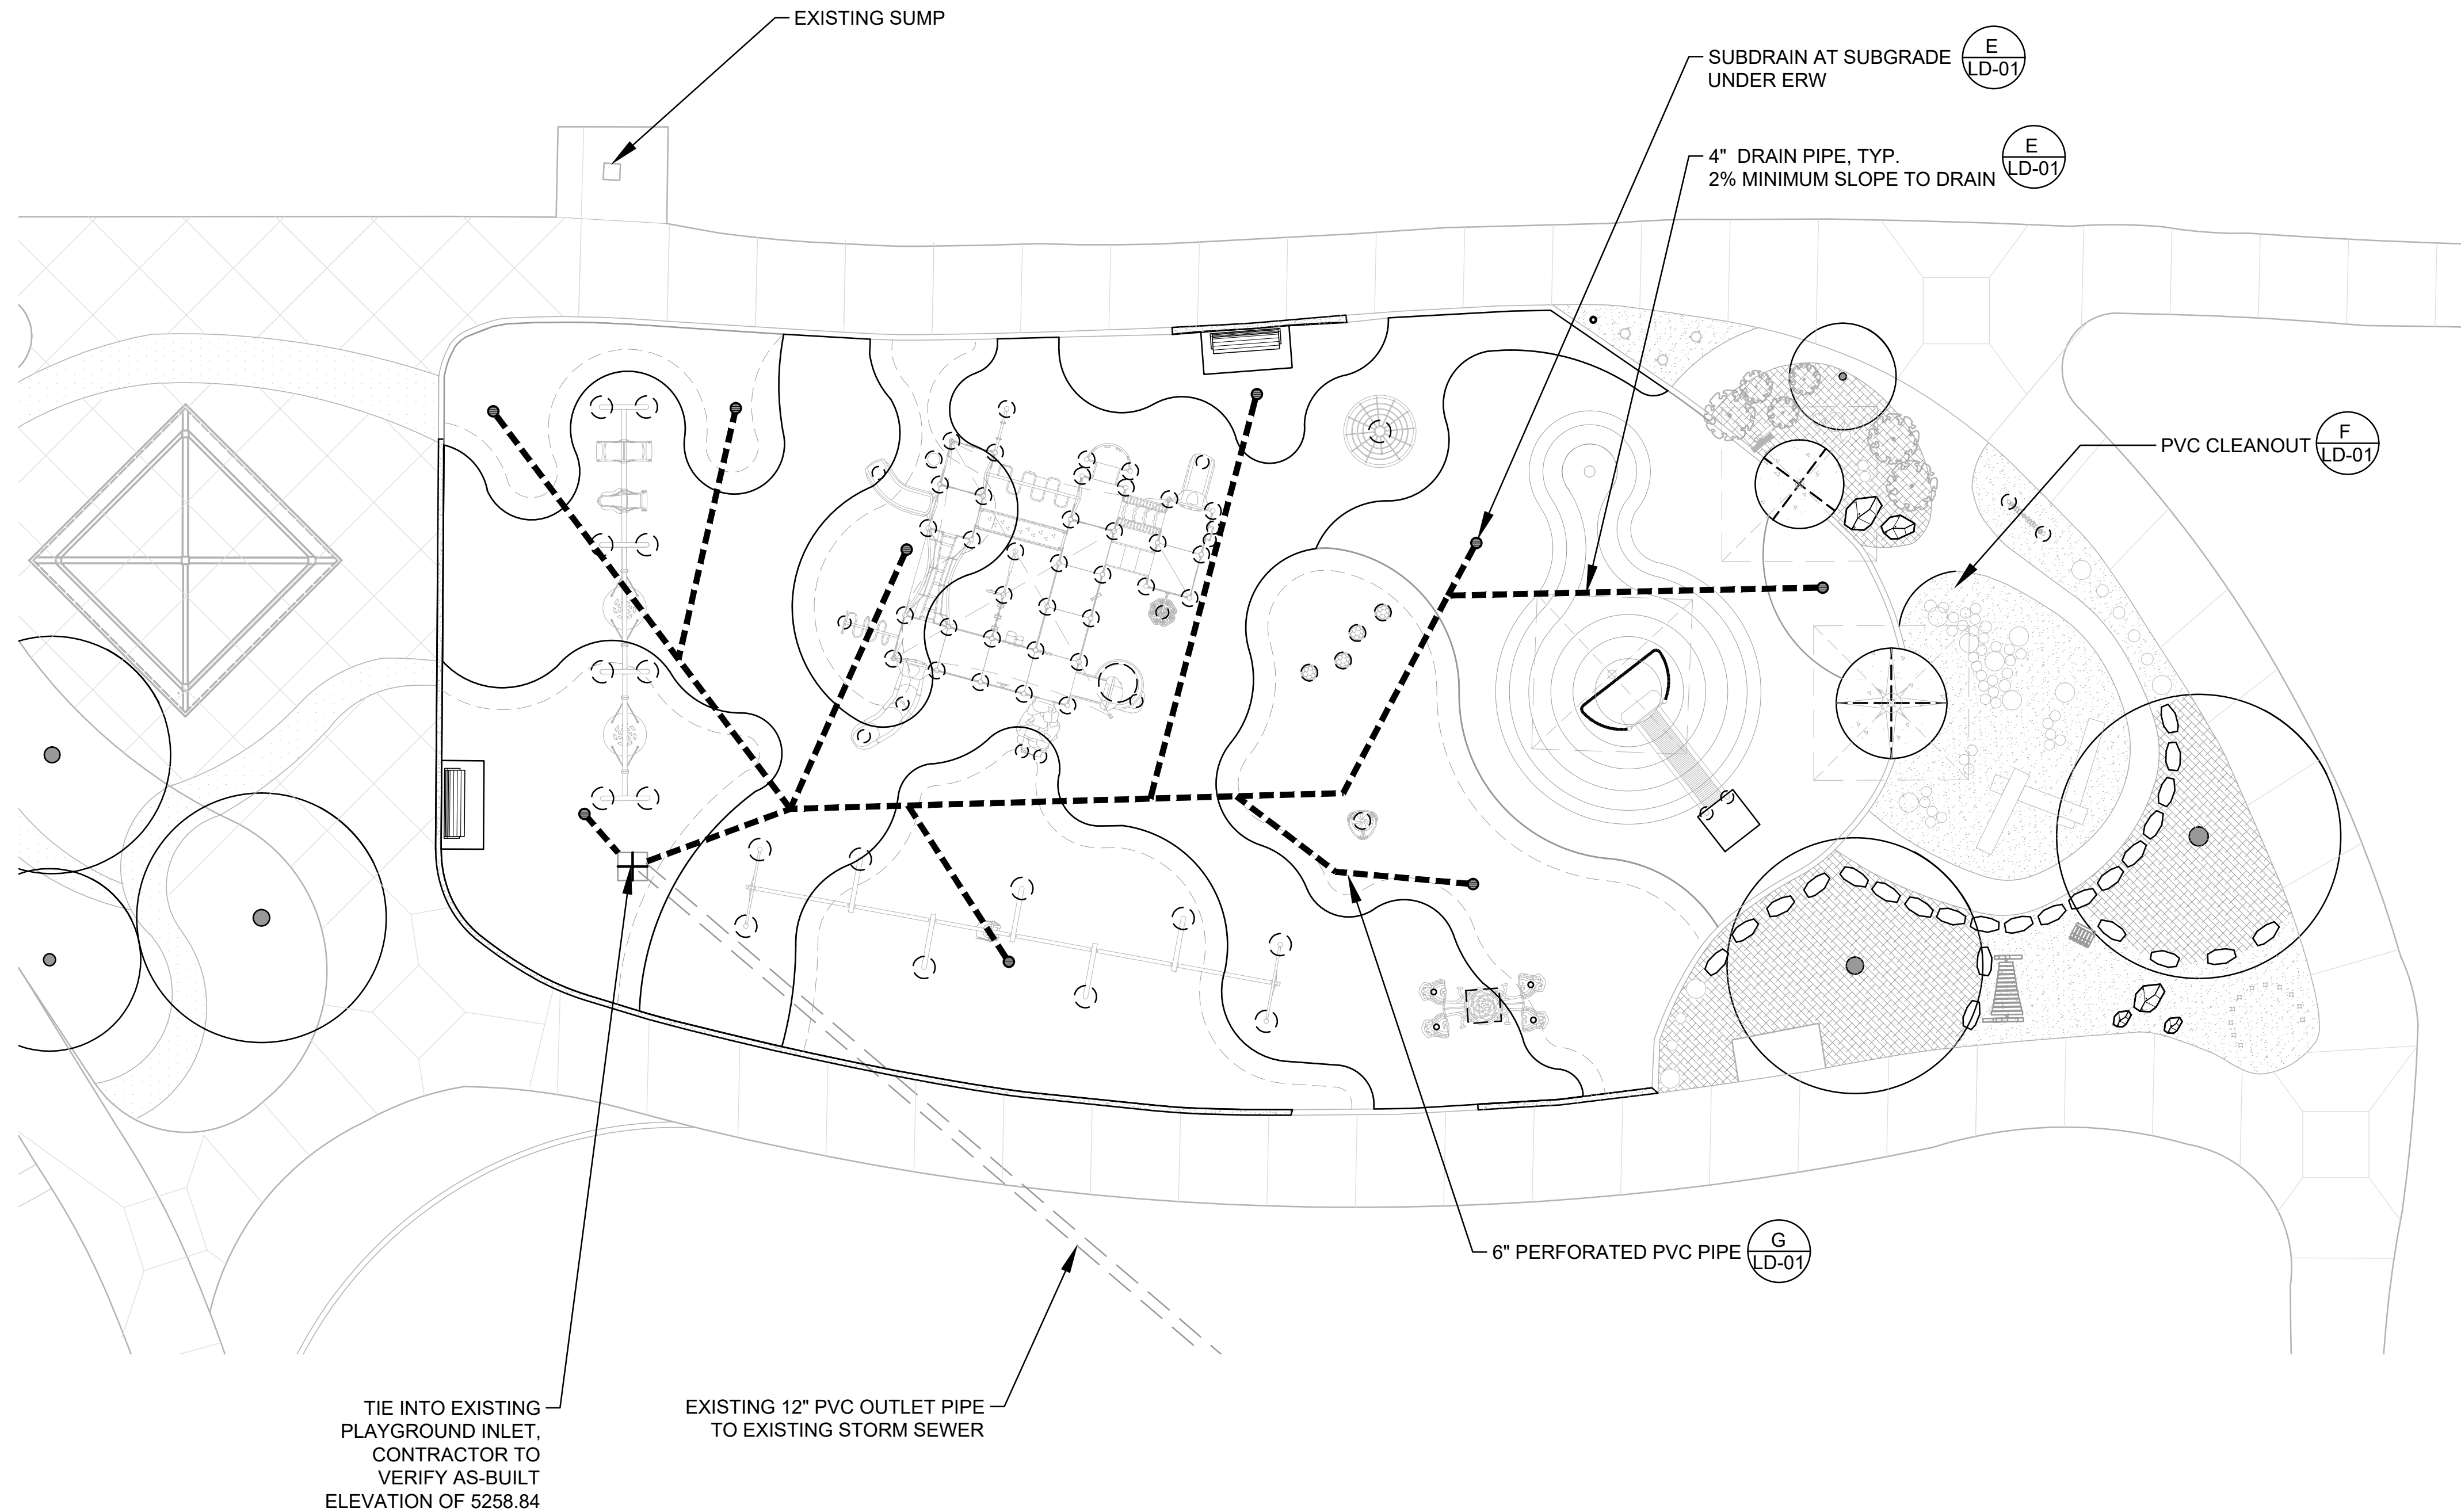 EXISTING SUMP
SUBDRAIN AT SUBGRADE
UNDER ERW
E
LD-01
4" DRAIN PIPE, TYP.
2% MINIMUM SLOPE TO DRAIN
E
LD-01
PVC CLEANOUT
F
LD-01
6" PERFORATED PVC PIPE
G
LD-01
TIE INTO EXISTING
PLAYGROUND INLET,
CONTRACTOR TO
VERIFY AS-BUILT
ELEVATION OF 5258.84
EXISTING 12" PVC OUTLET PIPE
TO EXISTING STORM SEWER